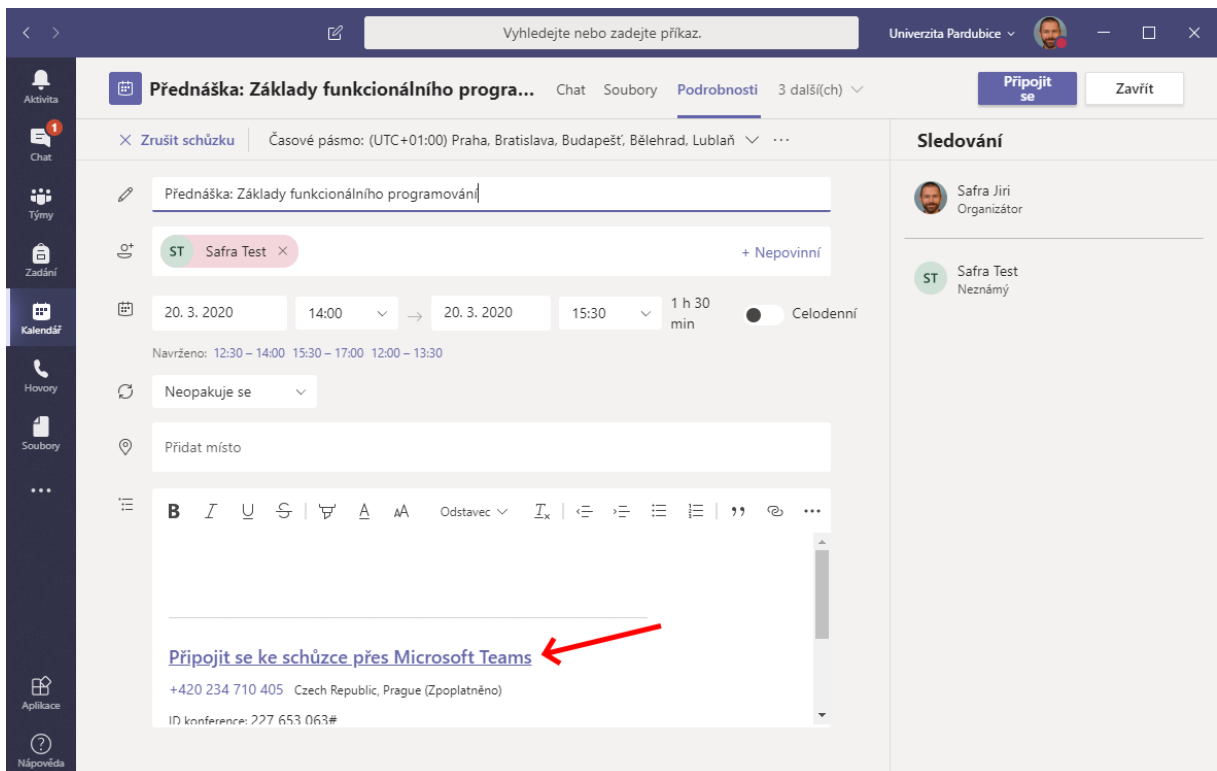 Vyhledejte nebo zadejte příkaz.
Univerzita Pardubice
Aktivita
1
Chat
Týmy
Zadání
Kalendář
Hovory
Soubory
Aplikace
Nápověda
Přednáška: Základy funkcionálního progra... Chat Soubory Podrobnosti 3 další(ch)
Připojit
se
Zavřít
Zrušit schůzku Časové pásmo: (UTC+01:00) Praha, Bratislava, Budapešť, Bělehrad, Lublaň ...
Přednáška: Základy funkcionálního programování
ST Safra Test + Nepovinní
20. 3. 2020 14:00 → 20. 3. 2020 15:30 1 h 30
min
Celodenní
Navrženo: 12:30 – 14:00 15:30 – 17:00 12:00 – 13:30
Neopakuje se
Přidat místo
B I U S A AA Odstavec
Připojit se ke schůzce přes Microsoft Teams
+420 234 710 405 Czech Republic, Prague (Zpoplatněno)
ID konference: 227 653 063#
Sledování
Safra Jiri
Organizátor
ST Safra Test
Neznámý